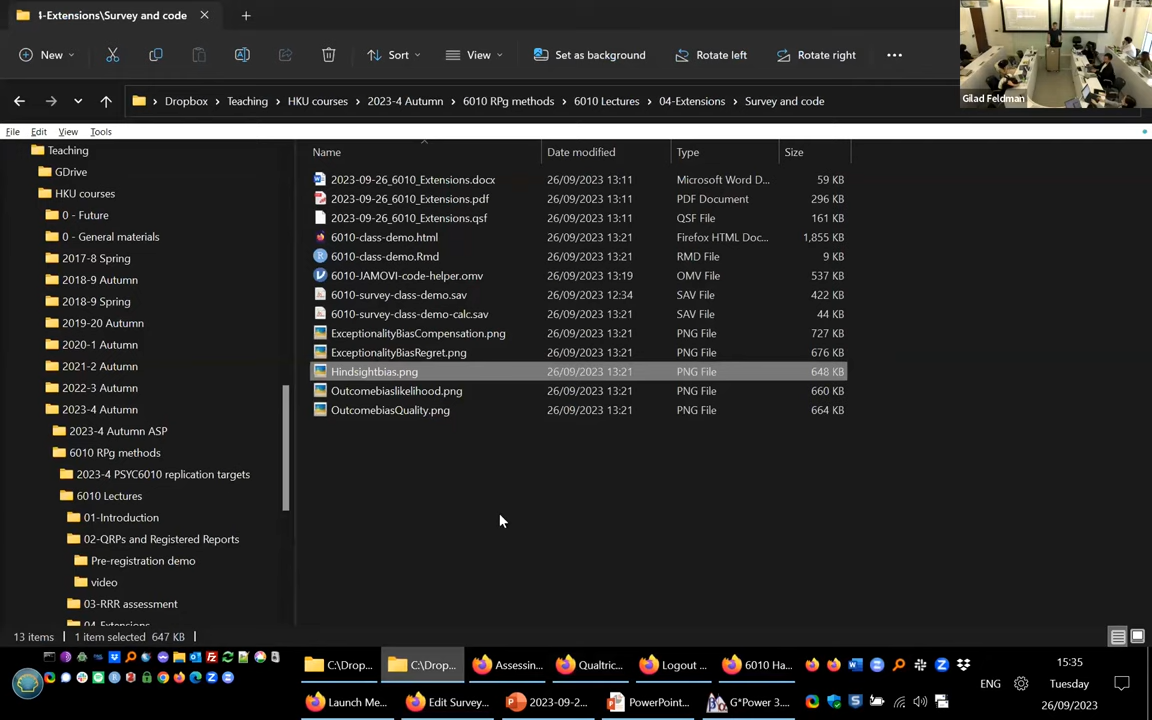 4-Extensions\Survey and code
New
Sort
View
Set as background
Rotate left
Rotate right
Gilad Feldman
Dropbox
Teaching
HKU courses
2023-4 Autumn
6010 RPg methods
6010 Lectures
04-Extensions
Survey and code
File
Edit
View
Tools
Teaching
GDrive
HKU courses
0 - Future
0 - General materials
2017-8 Spring
2018-9 Autumn
2018-9 Spring
2019-20 Autumn
2020-1 Autumn
2021-2 Autumn
2022-3 Autumn
2023-4 Autumn
2023-4 Autumn ASP
6010 RPg methods
2023-4 PSYC6010 replication targets
6010 Lectures
01-Introduction
02-QRPs and Registered Reports
Pre-registration demo
video
03-RRR assessment
04-Extensions
Name Date modified Type Size
2023-09-26_6010_Extensions.docx 26/09/2023 13:11 Microsoft Word D... 59 KB
2023-09-26_6010_Extensions.pdf 26/09/2023 13:11 PDF Document 296 KB
2023-09-26_6010_Extensions.qsf 26/09/2023 13:11 QSF File 161 KB
6010-class-demo.html 26/09/2023 13:21 Firefox HTML Doc... 1,855 KB
6010-class-demo.Rmd 26/09/2023 13:21 RMD File 9 KB
6010-JAMOVI-code-helper.omv 26/09/2023 13:19 OMV File 537 KB
6010-survey-class-demo.sav 26/09/2023 12:34 SAV File 422 KB
6010-survey-class-demo-calc.sav 26/09/2023 13:21 SAV File 44 KB
ExceptionalityBiasCompensation.png 26/09/2023 13:21 PNG File 727 KB
ExceptionalityBiasRegret.png 26/09/2023 13:21 PNG File 676 KB
Hindsightbias.png 26/09/2023 13:21 PNG File 648 KB
Outcomebiaslikelihood.png 26/09/2023 13:21 PNG File 660 KB
OutcomebiasQuality.png 26/09/2023 13:21 PNG File 664 KB
13 items
1 item selected 647 KB
C:\Drop...
C:\Drop...
Assessin...
Qualtric...
Logout ...
6010 Ha...
15:35
ENG
Tuesday
Launch Me...
Edit Survey...
2023-09-2...
PowerPoint...
G*Power 3....
26/09/2023